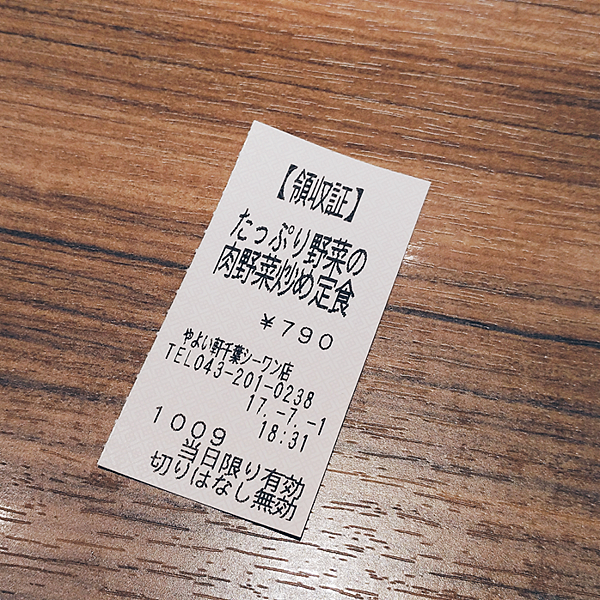 【領収証】
たっぷり野菜の
肉野菜炒め定食
￥790
やよい軒千葉シーワン店
TEL043-201-0238
17.-7.-1
18:31
1009
当日限り有効
切りはなし無効